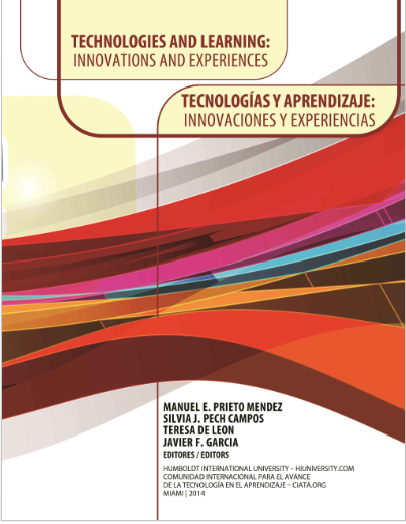 TECHNOLOGIES AND LEARNING:
INNOVATIONS AND EXPERIENCES
TECNOLOGÍAS Y APRENDIZAJE:
INNOVACIONES Y EXPERIENCIAS
MANUEL E. PRIETO MENDEZ
SILVIA J. PECH CAMPOS
TERESA DE LEON
JAVIER F. GARCIA
EDITORES / EDITORS
HUMBOLDT INTERNATIONAL UNIVERSITY – HIUNIVERSITY.COM
COMUNIDAD INTERNACIONAL PARA EL AVANCE
DE LA TECNOLOGÍA EN EL APRENDIZAJE – CIATA.ORG
MIAMI | 2014